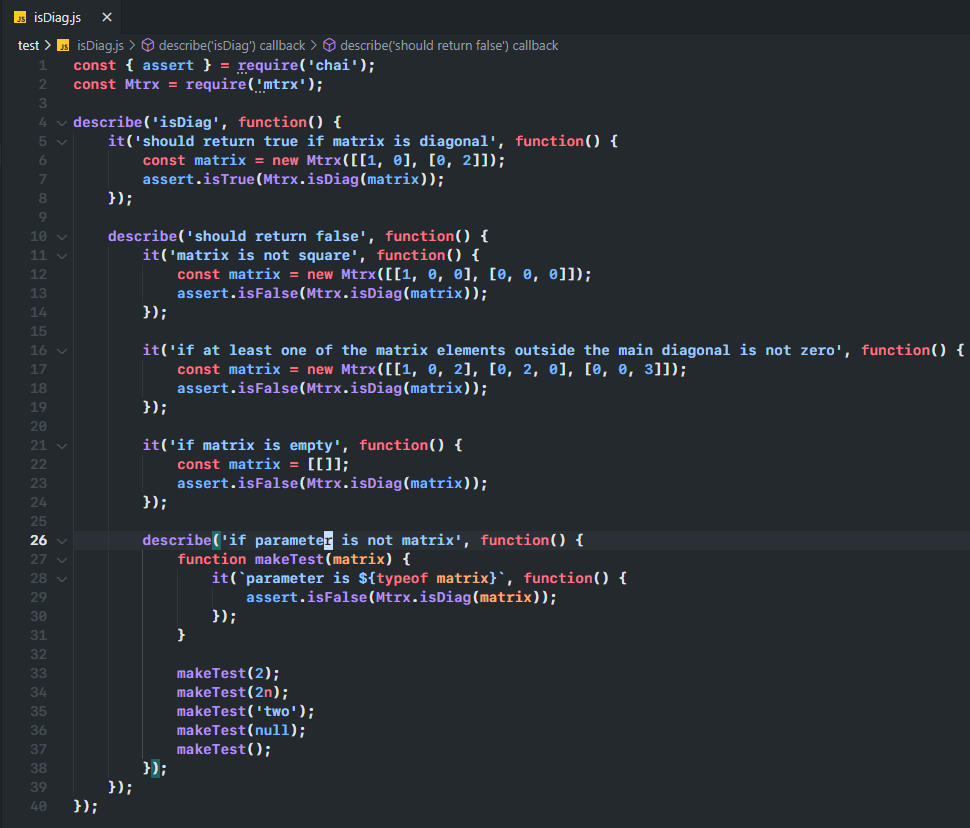 JS isDiag.js ×
test > JS isDiag.js > describe('isDiag') callback > describe('should return false') callback
1 const { assert } = require('chai');
2 const Mtrx = require('mtrx');
3
4 describe('isDiag', function() {
5     it('should return true if matrix is diagonal', function() {
6         const matrix = new Mtrx([[1, 0], [0, 2]]);
7         assert.isTrue(Mtrx.isDiag(matrix));
8     });
9
10     describe('should return false', function() {
11         it('matrix is not square', function() {
12             const matrix = new Mtrx([[1, 0, 0], [0, 0, 0]]);
13             assert.isFalse(Mtrx.isDiag(matrix));
14         });
15
16         it('if at least one of the matrix elements outside the main diagonal is not zero', function() {
17             const matrix = new Mtrx([[1, 0, 2], [0, 2, 0], [0, 0, 3]]);
18             assert.isFalse(Mtrx.isDiag(matrix));
19         });
20
21         it('if matrix is empty', function() {
22             const matrix = [[]];
23             assert.isFalse(Mtrx.isDiag(matrix));
24         });
25
26         describe('if parameter is not matrix', function() {
27             function makeTest(matrix) {
28                 it(`parameter is ${typeof matrix}`, function() {
29                     assert.isFalse(Mtrx.isDiag(matrix));
30                 });
31             }
32
33             makeTest(2);
34             makeTest(2n);
35             makeTest('two');
36             makeTest(null);
37             makeTest();
38         });
39     });
40 });